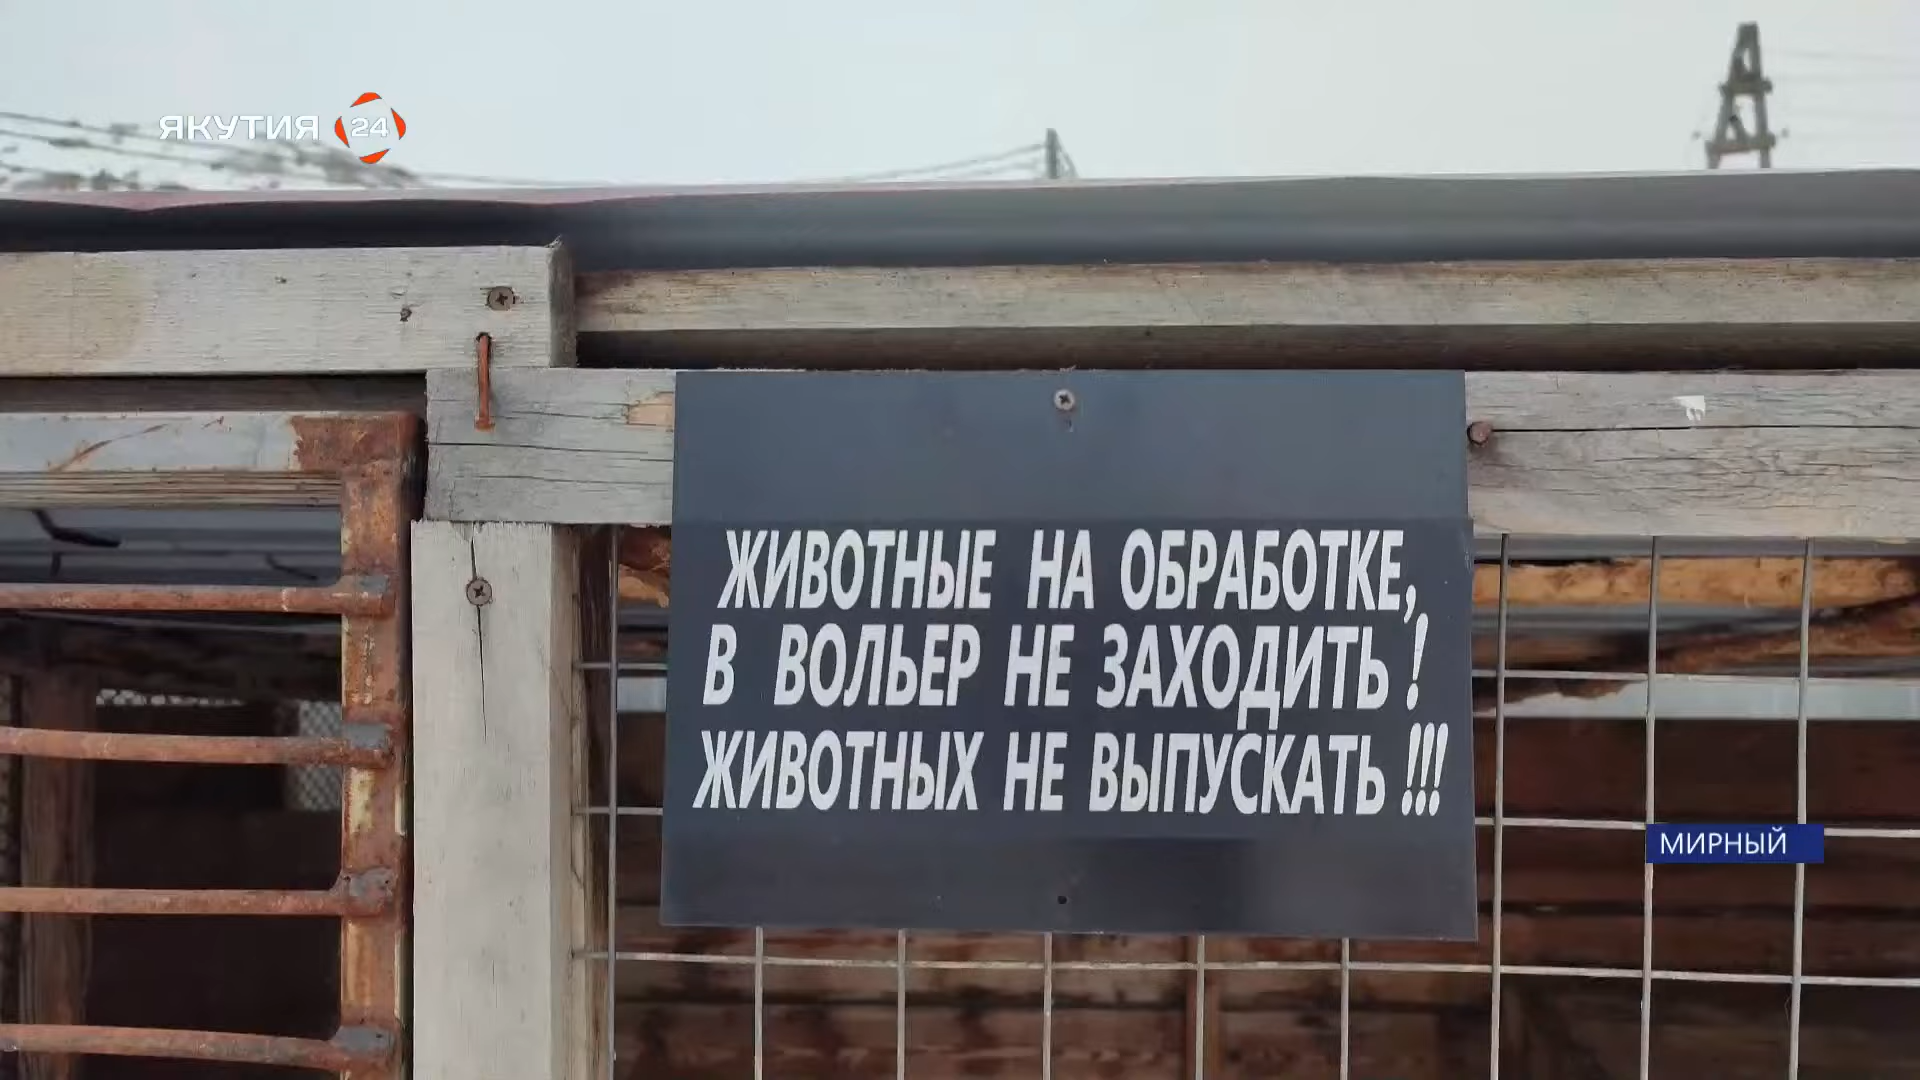 ЯКУТИЯ 24
ЖИВОТНЫЕ НА ОБРАБОТКЕ,
В ВОЛЬЕР НЕ ЗАХОДИТЬ !
ЖИВОТНЫХ НЕ ВЫПУСКАТЬ !!!
МИРНЫЙ